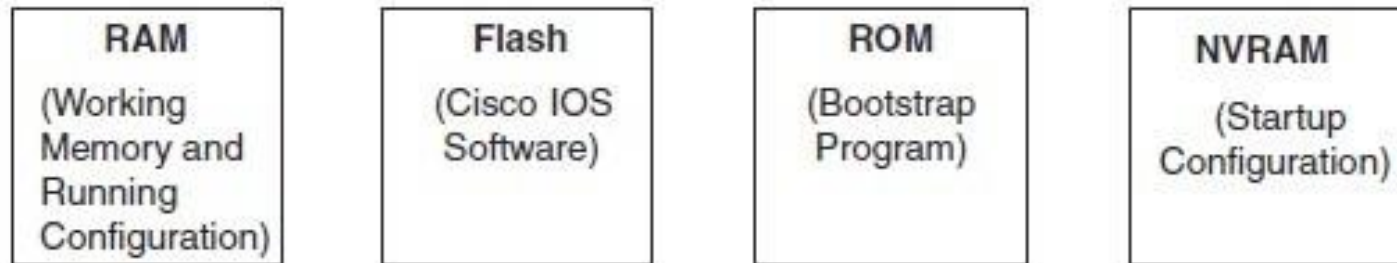 RAM
(Working
Memory and
Running
Configuration)
Flash
(Cisco IOS
Software)
ROM
(Bootstrap
Program)
NVRAM
(Startup
Configuration)